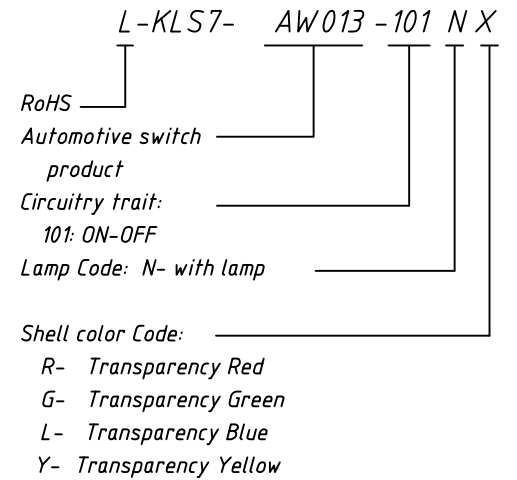 L-KLS7- AW013-101 N X
RoHS
Automotive switch
product
Circuitry trait:
101: ON-OFF
Lamp Code: N- with lamp
Shell color Code:
R- Transparency Red
G- Transparency Green
L- Transparency Blue
Y- Transparency Yellow